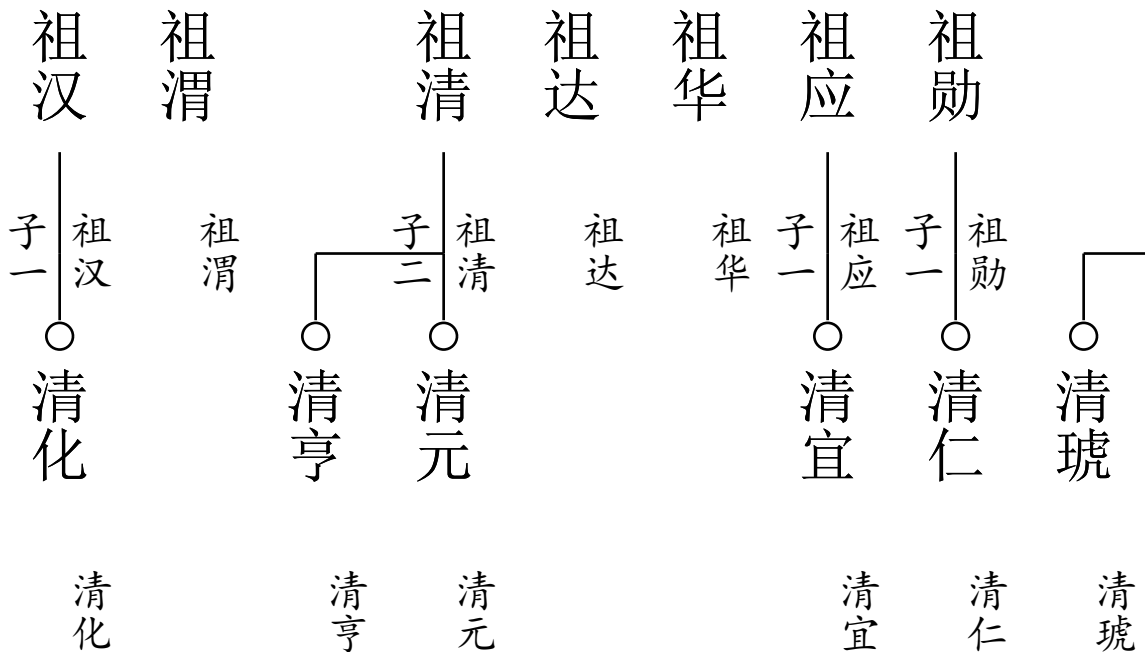 祖勋
祖应
祖华
祖达
祖清
祖渭
祖汉
祖勋
子一
祖应
子一
祖华
祖达
祖清
子二
祖渭
祖汉
子一
清琥
清仁
清宜
清元
清亨
清化
清琥
清仁
清宜
清元
清亨
清化